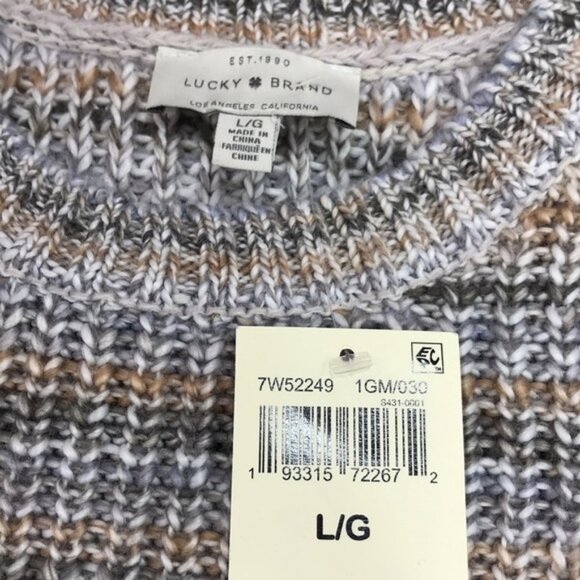 EST. 1990
LUCKY BRAND
LOS ANGELES CALIFORNIA
L/G
MADE IN
CHINA
FABRIQUÉ EN
CHINE
7W52249 1GM/030
S431-0001
1 93315 72267 2
L/G